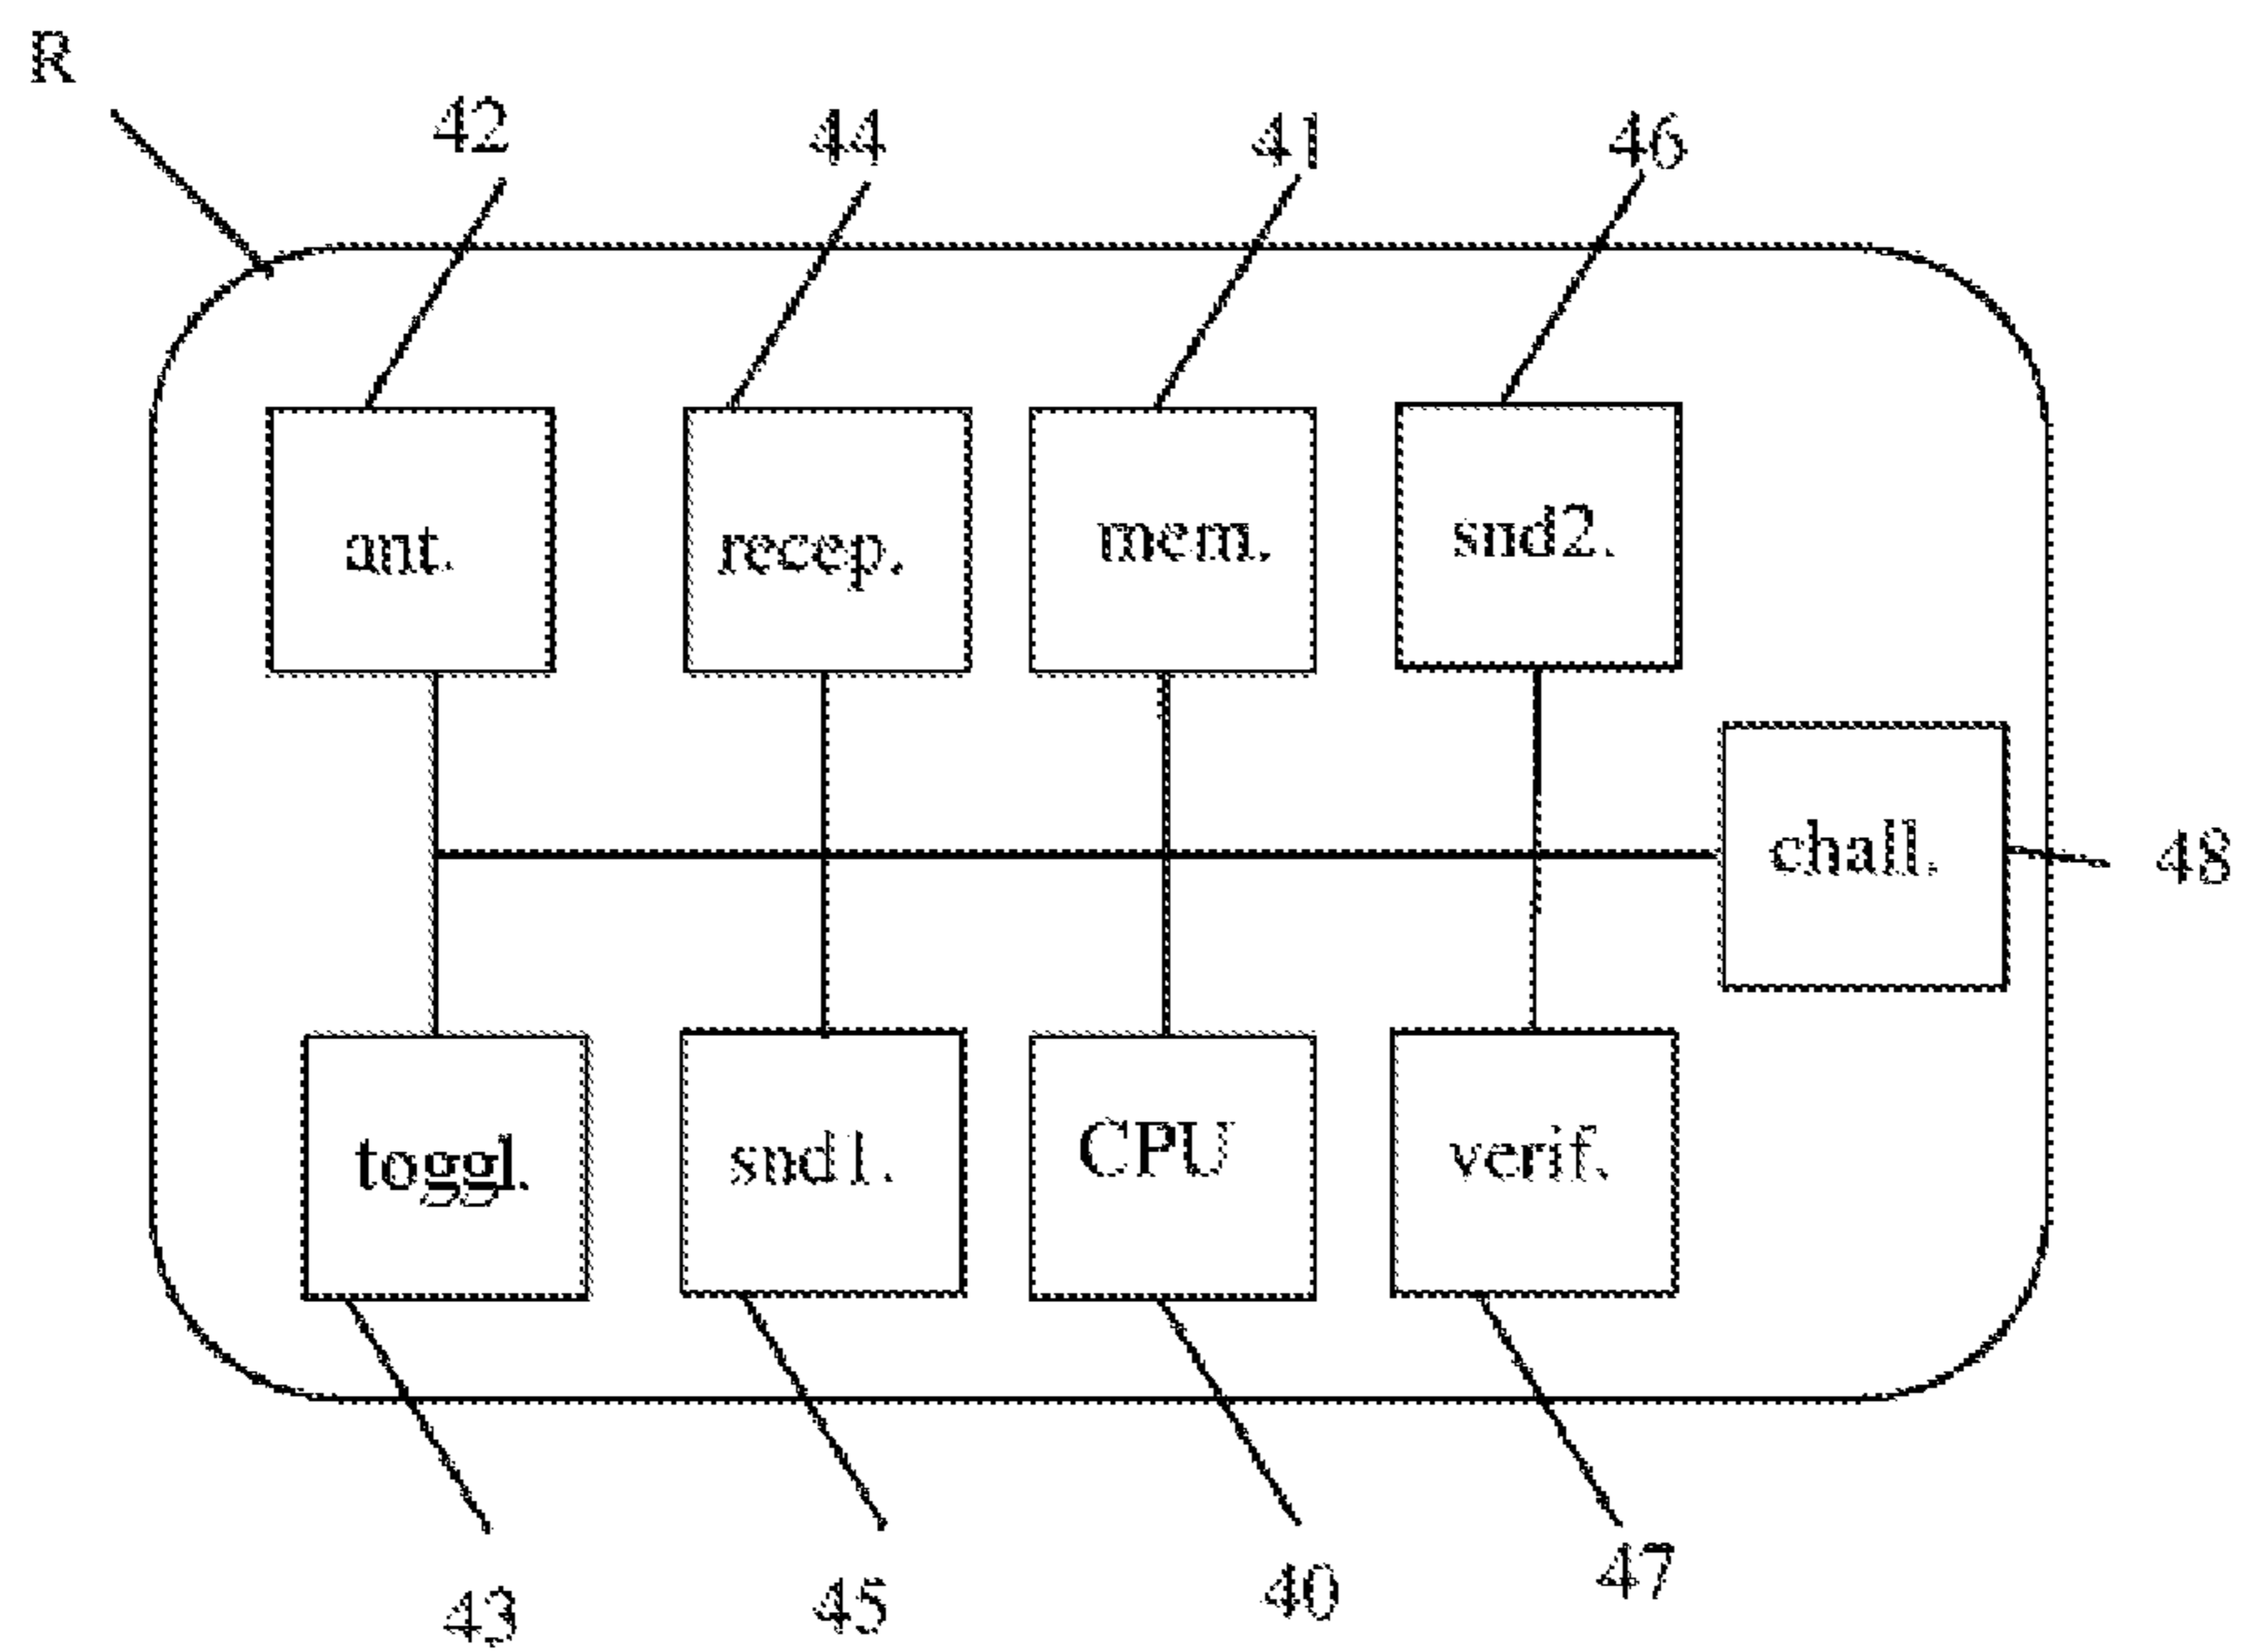 R
42 44 41 46
ant. recep. mem. snd2.
chall. 48
toggl. snd1. CPU verif.
43 45 40 47